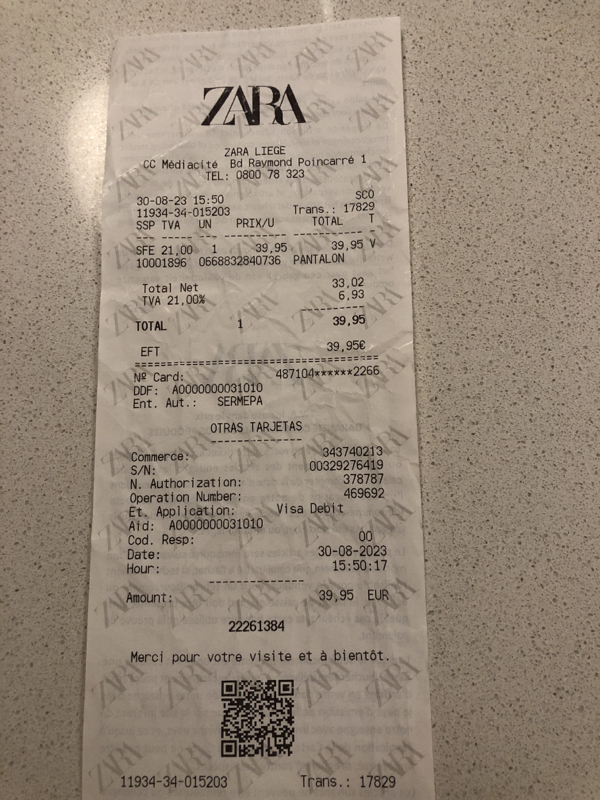 ZARA
ZARA LIEGE
CC Médiacité Bd Raymond Poincarré 1
TEL: 0800 78 323
30-08-23 15:50 SCO
11934-34-015203 Trans.: 17829
SSP TVA UN PRIX/U TOTAL T
SFE 21,00 1 39,95 39,95 V
10001896 0668832840736 PANTALON
Total Net 33,02
TVA 21,00% 6,93
TOTAL 1 39,95
EFT 39,95€
Nº Card: 487104******2266
DDF: A0000000031010
Ent. Aut.: SERMEPA
OTRAS TARJETAS
Commerce: 343740213
S/N: 00329276419
N. Authorization: 378787
Operation Number: 469692
Et. Application: Visa Debit
Aid: A0000000031010
Cod. Resp: 00
Date: 30-08-2023
Hour: 15:50:17
Amount: 39,95 EUR
22261384
Merci pour votre visite et à bientôt.
11934-34-015203 Trans.: 17829